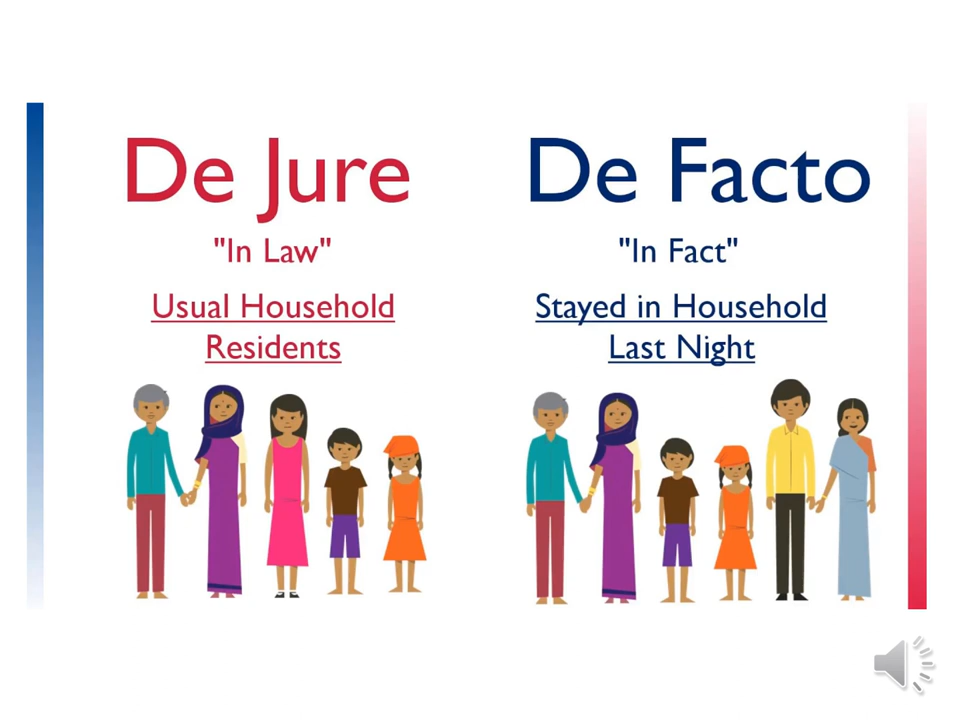 De Jure
"In Law"
Usual Household
Residents
De Facto
"In Fact"
Stayed in Household
Last Night